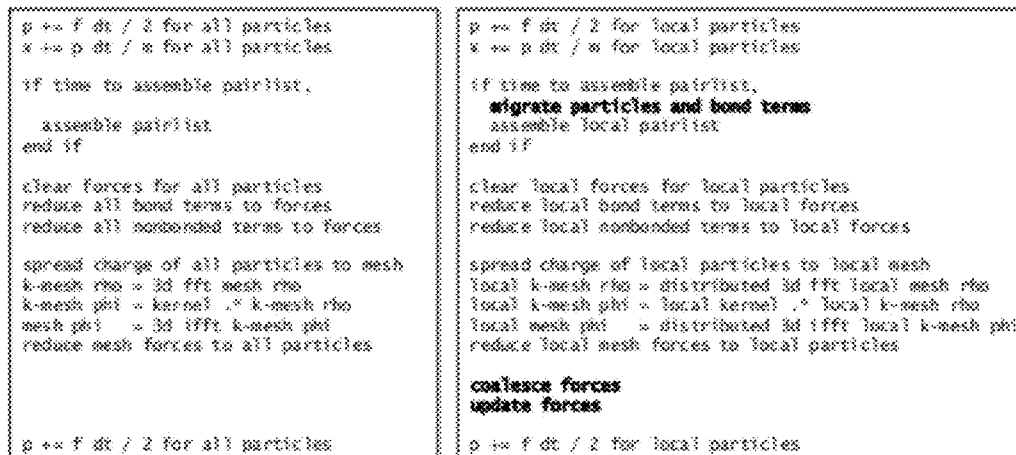 p += f dt / 2 for all particles
x += p dt / m for all particles
if time to assemble pairlist,
assemble pairlist
end if
clear forces for all particles
reduce all bond terms to forces
reduce all nonbonded terms to forces
spread charge of all particles to mesh
k-mesh rho = 3d fft mesh rho
k-mesh phi = kernel .* k-mesh rho
mesh phi = 3d ifft k-mesh phi
reduce mesh forces to all particles
p += f dt / 2 for all particles
p += f dt / 2 for local particles
x += p dt / m for local particles
if time to assemble pairlist,
migrate particles and bond terms
assemble local pairlist
end if
clear local forces for local particles
reduce local bond terms to local forces
reduce local nonbonded terms to local forces
spread charge of local particles to local mesh
local k-mesh rho = distributed 3d fft local mesh rho
local k-mesh phi = local kernel .* local k-mesh rho
local mesh phi = distributed 3d ifft local k-mesh phi
reduce local mesh forces to local particles
coalesce forces
update forces
p += f dt / 2 for local particles